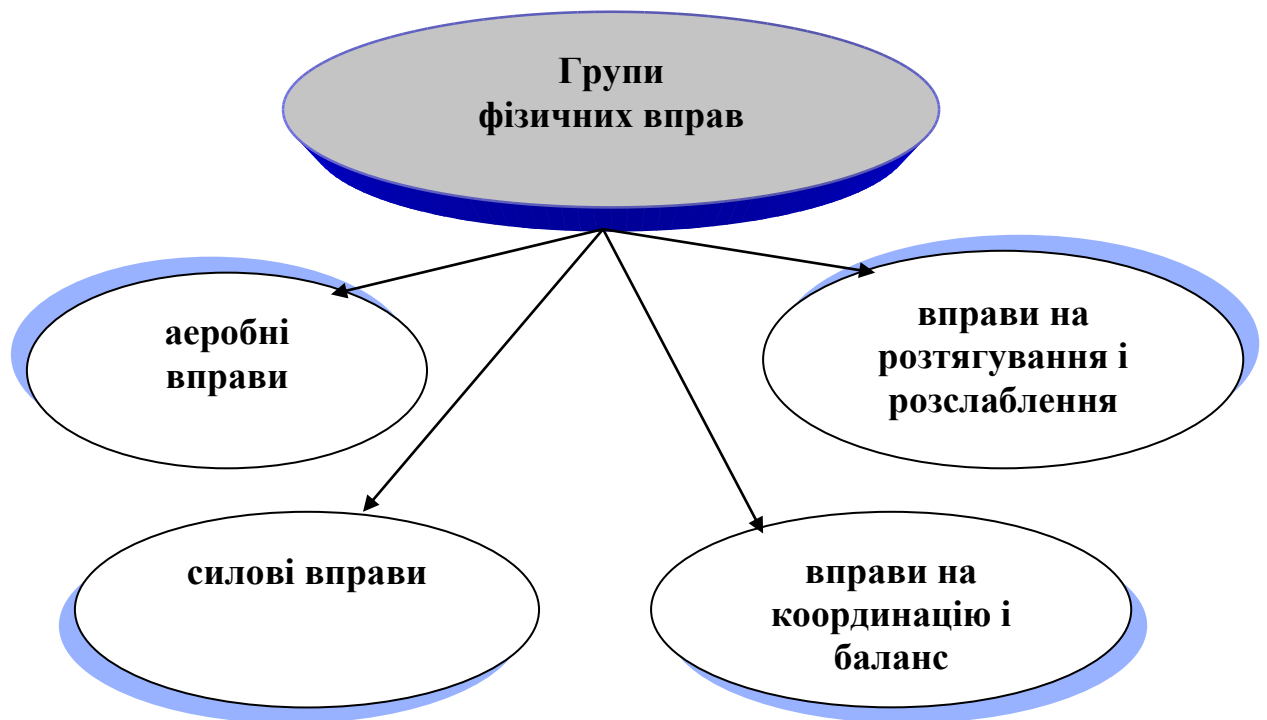 Групи
фізичних вправ
аеробні
вправи
вправи на
розтягування і
розслаблення
силові вправи
вправи на
координацію і
баланс